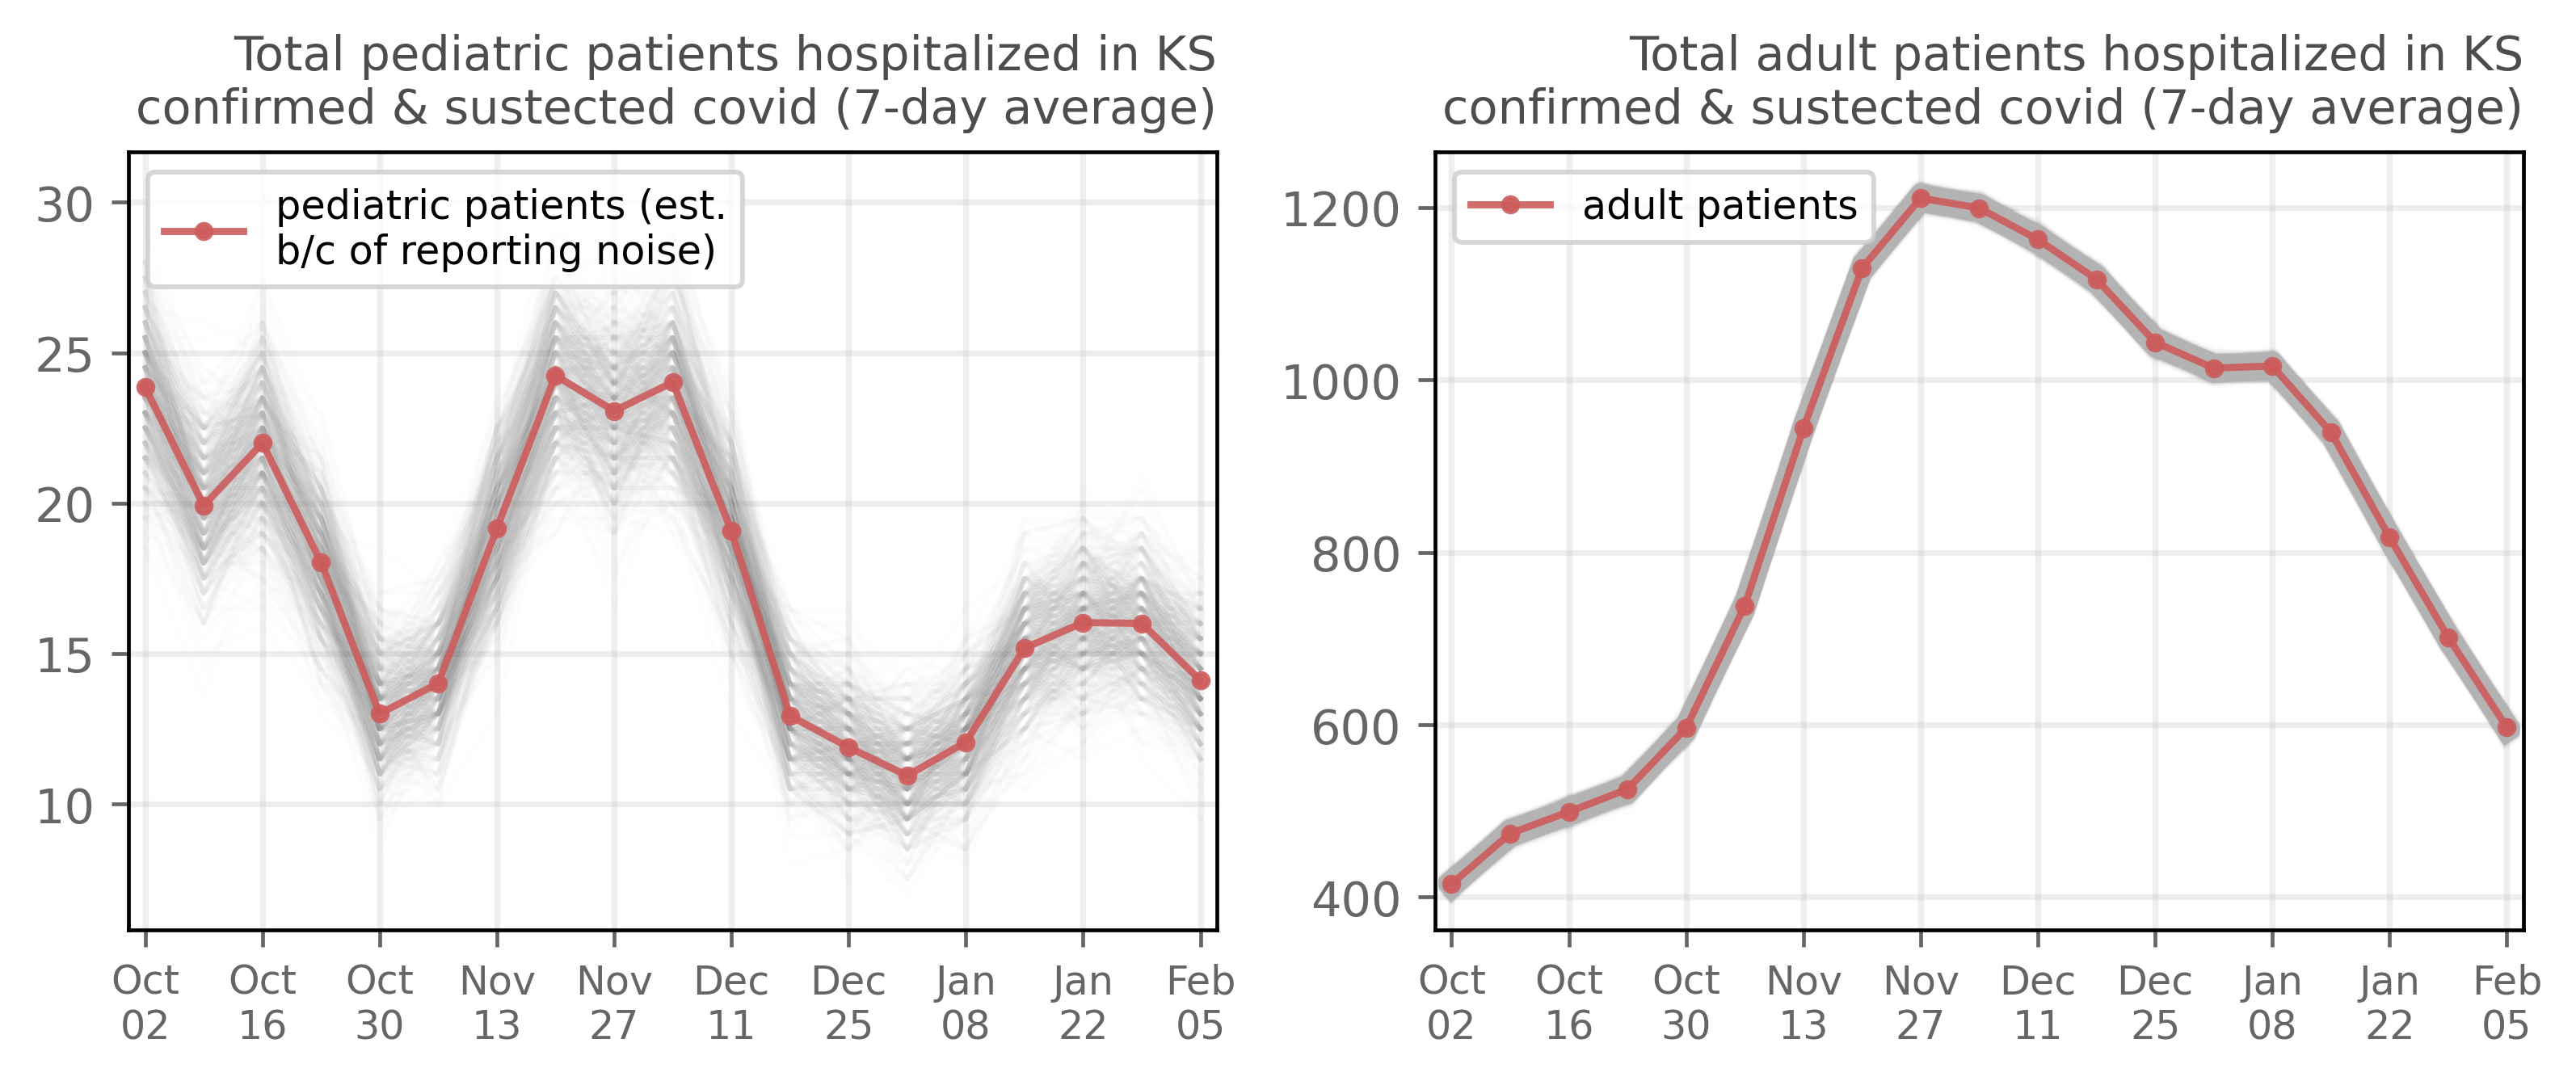 Total pediatric patients hospitalized in KS
confirmed & sustected covid (7-day average)
pediatric patients (est.
b/c of reporting noise)
30
25
20
15
10
Oct Oct Oct Nov Nov Dec Dec Jan Jan Feb
02 16 30 13 27 11 25 08 22 05
Total adult patients hospitalized in KS
confirmed & sustected covid (7-day average)
adult patients
1200
1000
800
600
400
Oct Oct Oct Nov Nov Dec Dec Jan Jan Feb
02 16 30 13 27 11 25 08 22 05